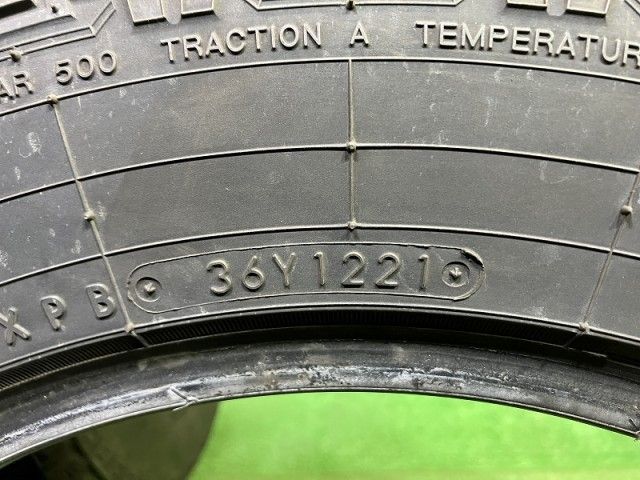 AR 500 TRACTION A TEMPERATUR
XPB 36Y1221